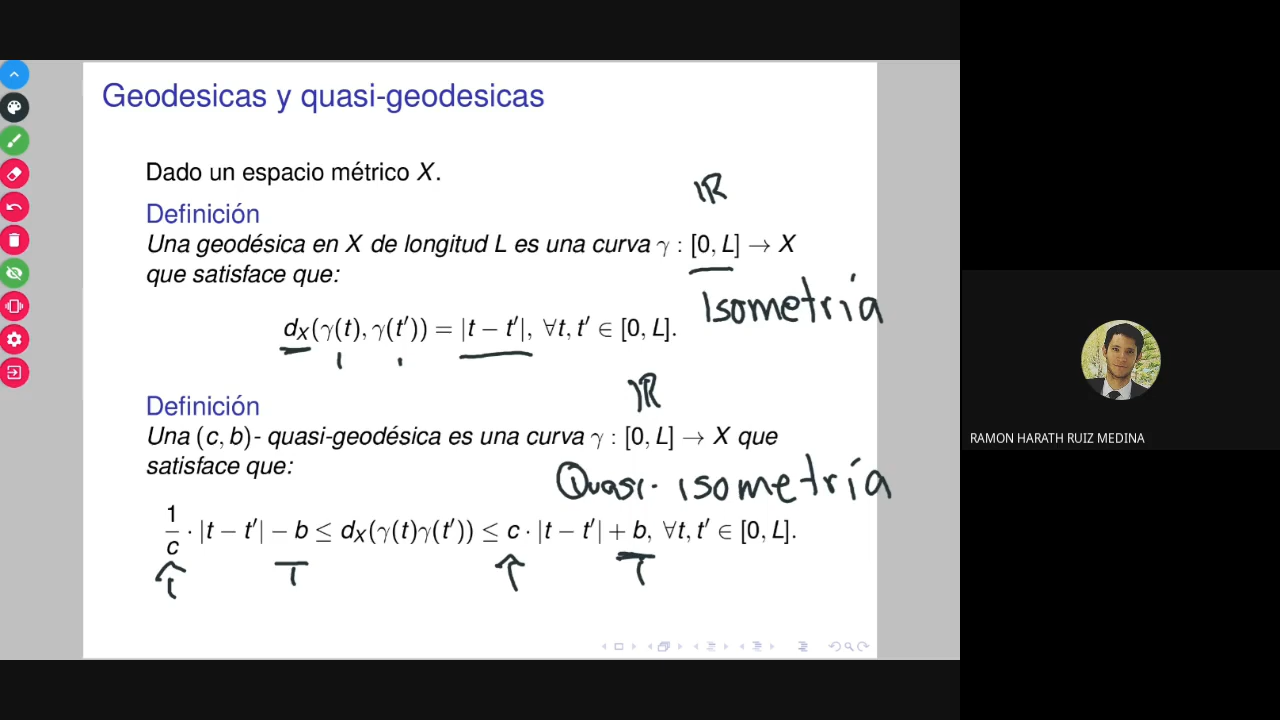 Geodesicas y quasi-geodesicas
Dado un espacio métrico X.
ℝ
Definición
Una geodésica en X de longitud L es una curva γ : [0, L] → X
que satisface que:
Isometría
dX(γ(t), γ(t′)) = |t − t′|, ∀t, t′ ∈ [0, L].
ℝ
Definición
Una (c, b)- quasi-geodésica es una curva γ : [0, L] → X que
satisface que:
Quasi- isometría
1/c · |t − t′| − b ≤ dX(γ(t)γ(t′)) ≤ c · |t − t′| + b, ∀t, t′ ∈ [0, L].
RAMON HARATH RUIZ MEDINA